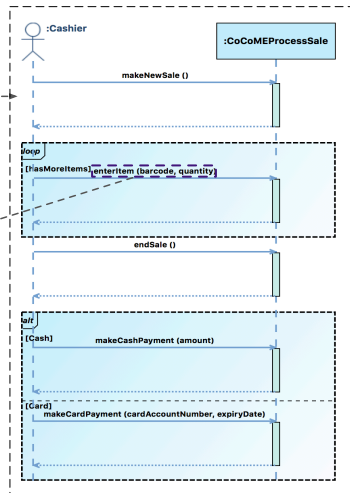 :Cashier
:CoCoMEProcessSale
makeNewSale ()
loop
[hasMoreItems]
enterItem (barcode, quantity)
endSale ()
alt
[Cash]
makeCashPayment (amount)
[Card]
makeCardPayment (cardAccountNumber, expiryDate)